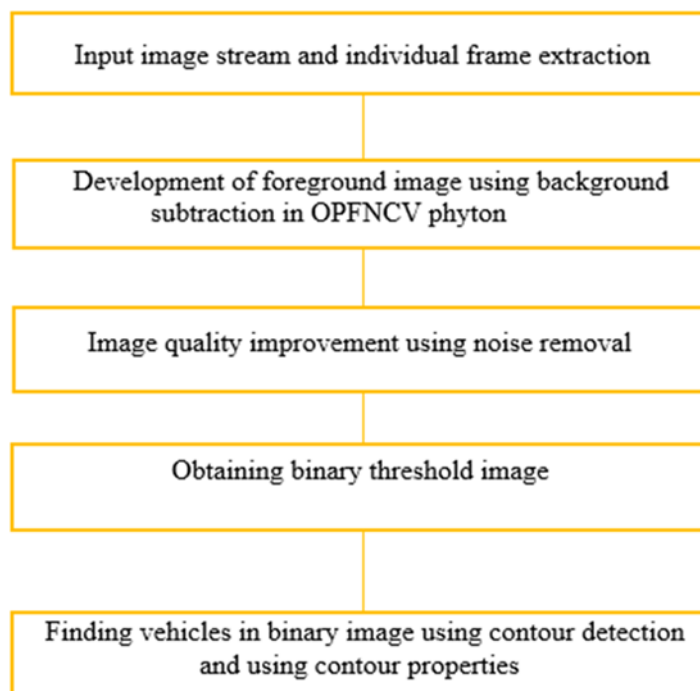 Input image stream and individual frame extraction
Development of foreground image using background
subtraction in OPFNCV phyton
Image quality improvement using noise removal
Obtaining binary threshold image
Finding vehicles in binary image using contour detection
and using contour properties